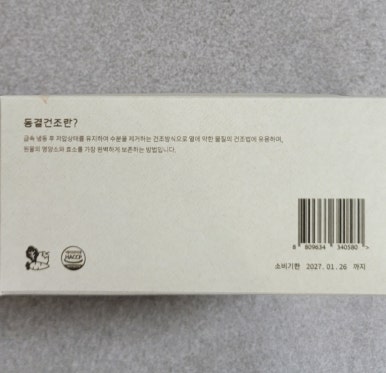 동결건조란?
급속 냉동 후 저압상태를 유지하며 수분을 제거하는 건조방식으로 열에 약한 물질의 건조법에 유용하며,
원물의 영양소와 효소를 가장 완벽하게 보존하는 방법입니다.
HACCP
8 809634 340580 >
소비기한 2027. 01. 26 까지